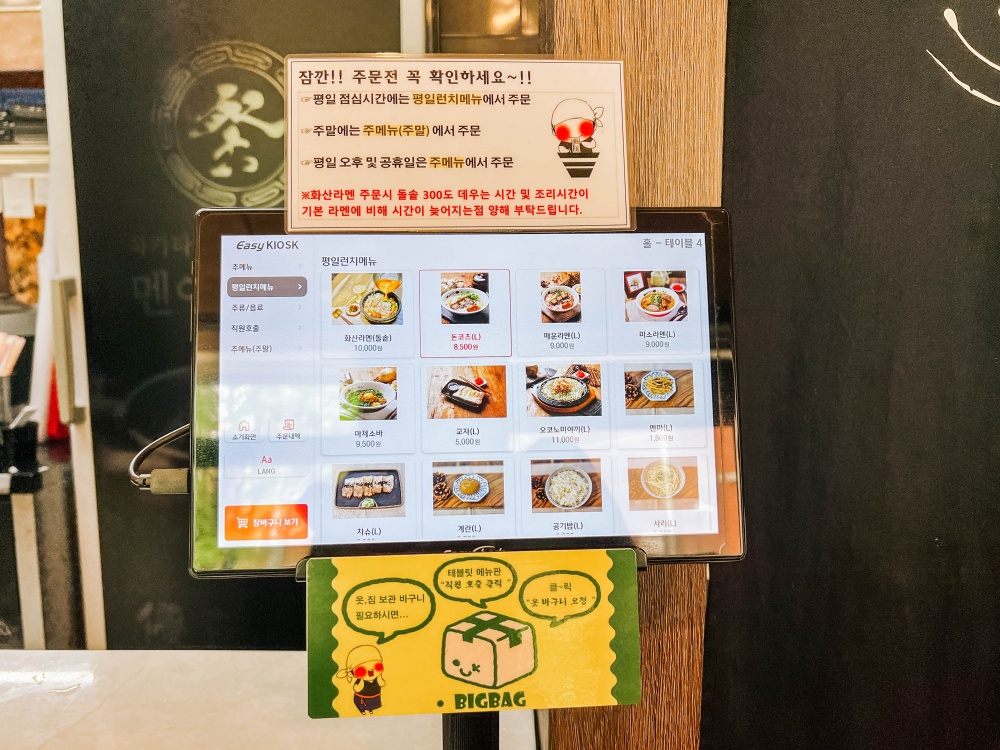 잠깐!! 주문전 꼭 확인하세요~!!
☞평일 점심시간에는 평일런치메뉴에서 주문
☞주말에는 주메뉴(주말) 에서 주문
☞평일 오후 및 공휴일은 주메뉴에서 주문
※화산라멘 주문시 돌솥 300도 데우는 시간 및 조리시간이
기본 라멘에 비해 시간이 늦어지는점 양해 부탁드립니다.
Easy KIOSK
홀 - 테이블 4
주메뉴
평일런치메뉴
주류/음료
직원호출
주메뉴(주말)
초기화면
주문내역
Aa
LANG
장바구니 보기
평일런치메뉴
화산라멘(돌솥)
10,000원
돈코츠(L)
8,500원
매운라멘(L)
9,000원
미소라멘(L)
9,000원
마제소바
9,500원
교자(L)
5,000원
오코노미야끼(L)
11,000원
멘마(L)
1,500원
차슈(L)
계란(L)
공기밥(L)
사리(L)
옷,짐 보관 바구니
필요하시면...
테블릿 메뉴판
"직원 호출 클릭"
클~릭
"옷 바구니 요청"
• BIGBAG